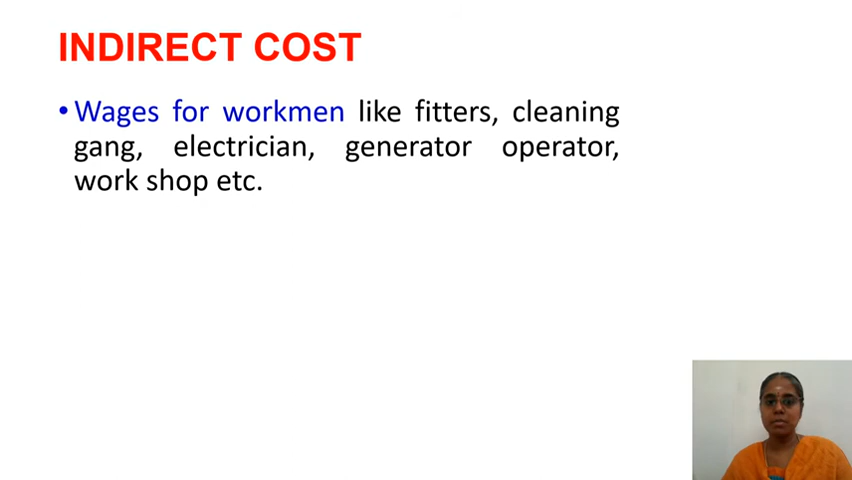 INDIRECT COST
• Wages for workmen like fitters, cleaning
gang, electrician, generator operator,
work shop etc.